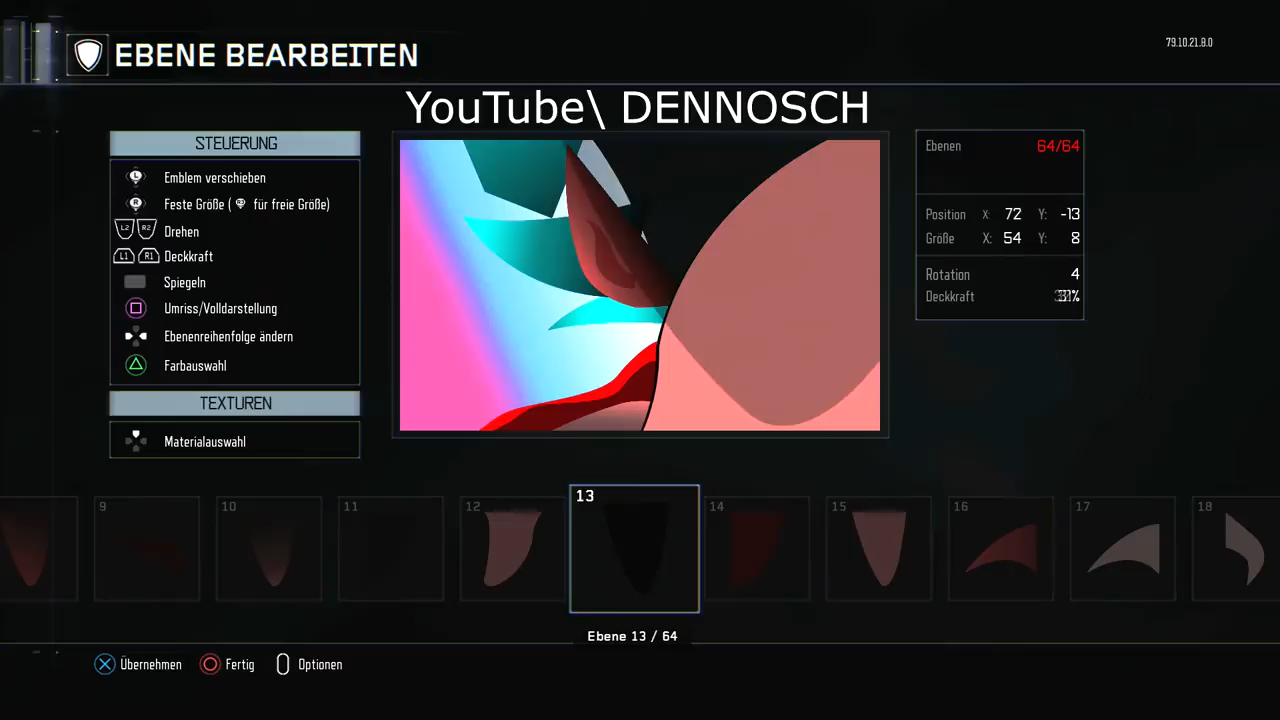 EBENE BEARBEITEN
79.10.21.8.0
YouTube\ DENNOSCH
STEUERUNG
L Emblem verschieben
R Feste Größe ( R für freie Größe)
L2 R2 Drehen
L1 R1 Deckkraft
Spiegeln
Umriss/Volldarstellung
Ebenenreihenfolge ändern
Farbauswahl
TEXTUREN
Materialauswahl
Ebenen 64/64
Position X: 72 Y: -13
Größe X: 54 Y: 8
Rotation 4
Deckkraft
9 10 11 12 13 14 15 16 17 18
Ebene 13 / 64
Übernehmen Fertig Optionen